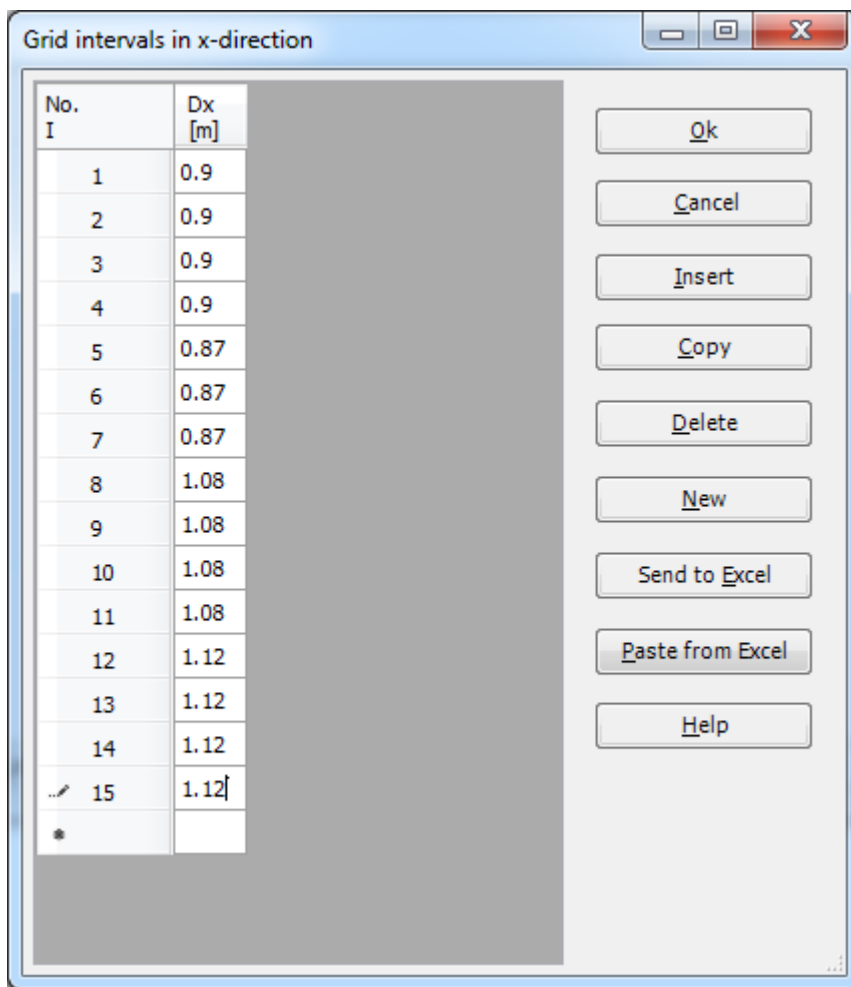 Grid intervals in x-direction
No. Dx
I [m]
1 0.9
2 0.9
3 0.9
4 0.9
5 0.87
6 0.87
7 0.87
8 1.08
9 1.08
10 1.08
11 1.08
12 1.12
13 1.12
14 1.12
15 1.12
Ok
Cancel
Insert
Copy
Delete
New
Send to Excel
Paste from Excel
Help